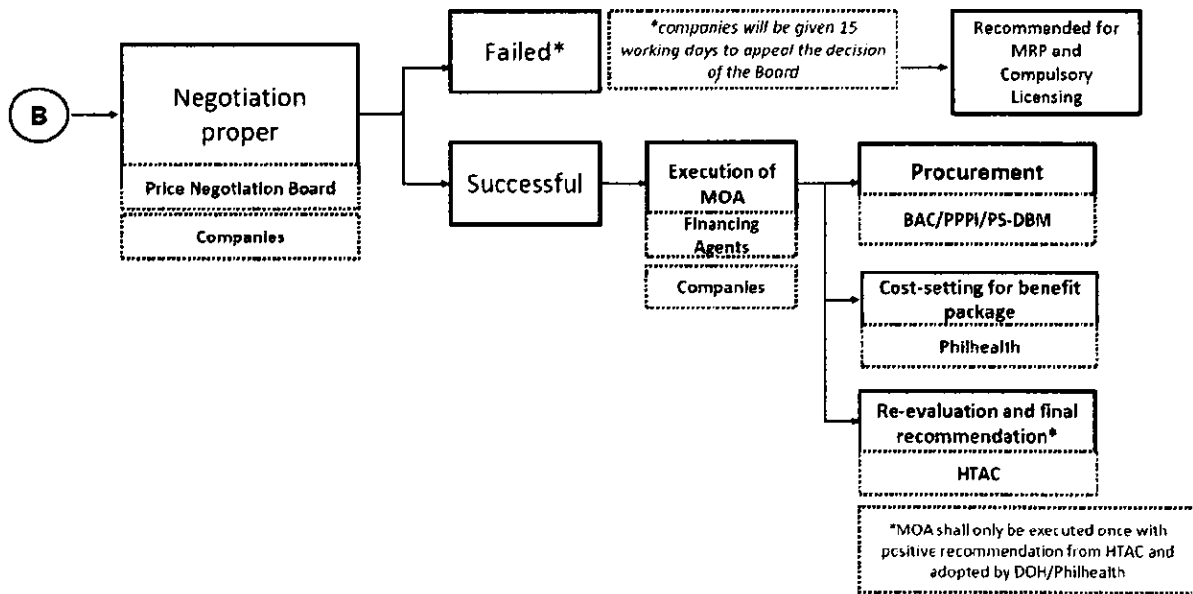 B
Negotiation
proper
Price Negotiation Board
Companies
Failed*
*companies will be given 15
working days to appeal the decision
of the Board
Recommended for
MRP and
Compulsory
Licensing
Successful
Execution of
MOA
Financing
Agents
Companies
Procurement
BAC/PPPI/PS-DBM
Cost-setting for benefit
package
Philhealth
Re-evaluation and final
recommendation*
HTAC
*MOA shall only be executed once with
positive recommendation from HTAC and
adopted by DOH/Philhealth